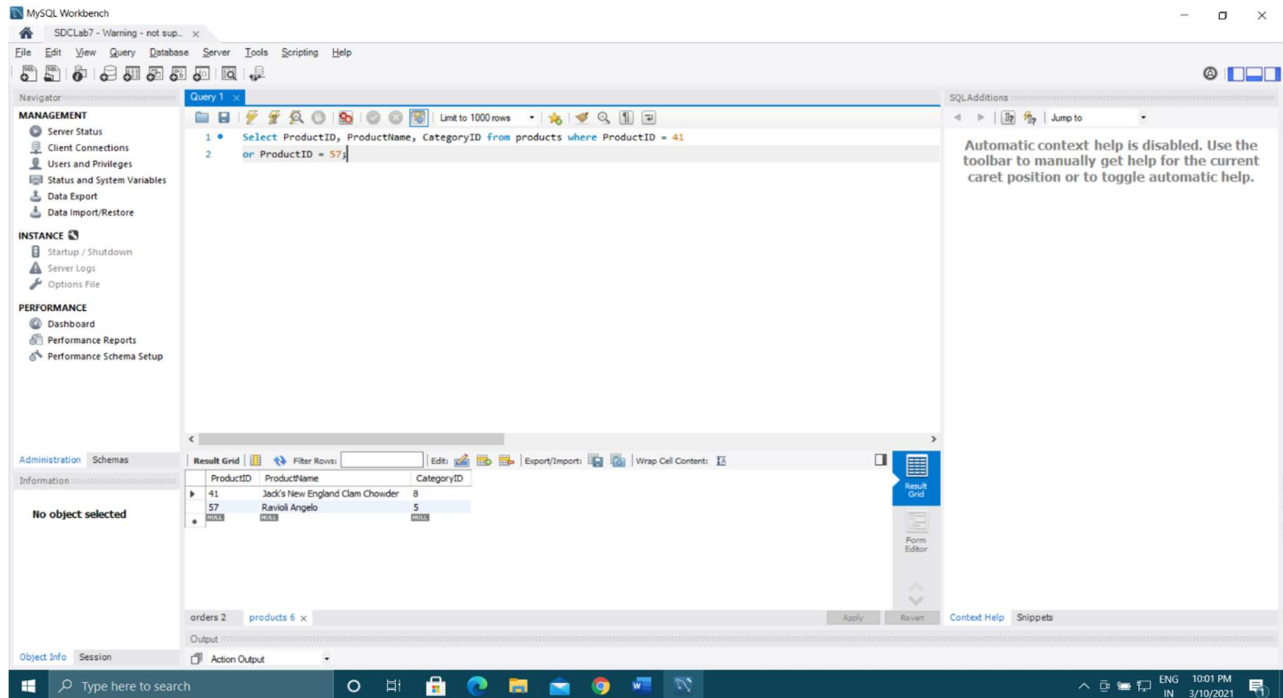 MySQL Workbench
SDCLab7 - Warning - not sup...
File Edit View Query Database Server Tools Scripting Help
Navigator
MANAGEMENT
Server Status
Client Connections
Users and Privileges
Status and System Variables
Data Export
Data Import/Restore
INSTANCE
Startup / Shutdown
Server Logs
Options File
PERFORMANCE
Dashboard
Performance Reports
Performance Schema Setup
Administration Schemas
Information
No object selected
Object Info Session
Query 1
Limit to 1000 rows
1 Select ProductID, ProductName, CategoryID from products where ProductID = 41
2 or ProductID = 57;
Result Grid Filter Rows: Edit: Export/Import: Wrap Cell Content:
ProductID ProductName CategoryID
41 Jack's New England Clam Chowder 8
57 Ravioli Angelo 5
NULL NULL NULL
Result
Grid
Form
Editor
orders 2 products 6 Apply Revert
Output
Action Output
SQLAdditions
Jump to
Automatic context help is disabled. Use the
toolbar to manually get help for the current
caret position or to toggle automatic help.
Context Help Snippets
Type here to search
ENG
IN
10:01 PM
3/10/2021